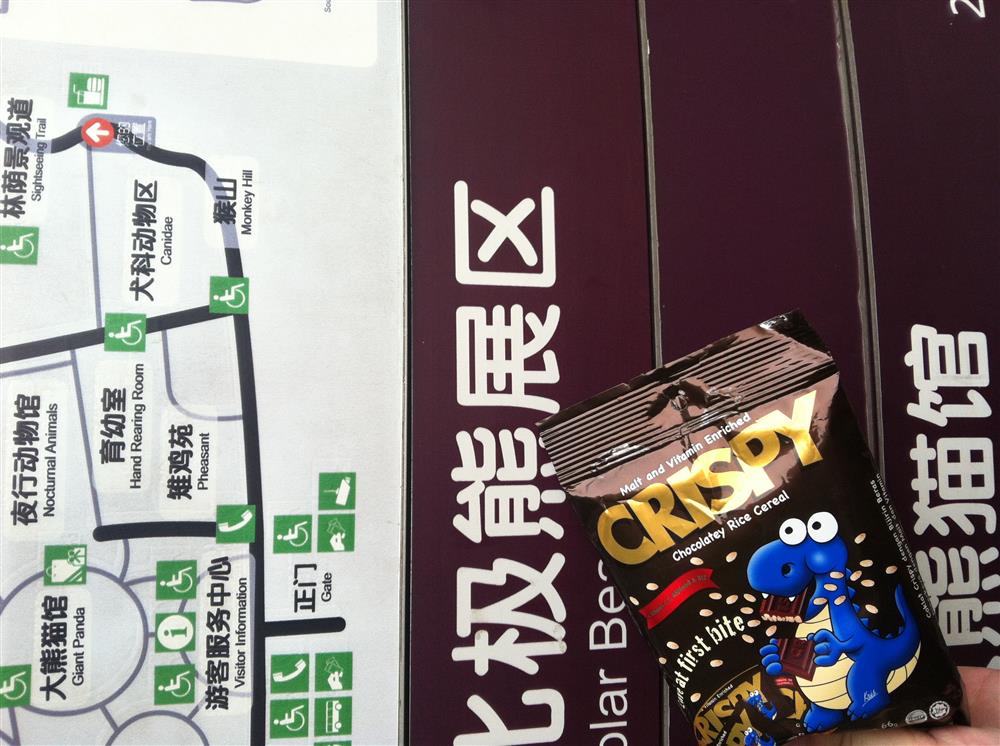 林荫景观道
Sightseeing Trail
犬科动物区
Canidae
猴山
Monkey Hill
夜行动物馆
Nocturnal Animals
育幼室
Hand Rearing Room
雉鸡苑
Pheasant
大熊猫馆
Giant Panda
游客服务中心
Visitor Information
正门
Gate
北极熊展区
olar Bea
熊猫馆
Malt and Vitamin Enriched
CRISPY
Chocolatey Rice Cereal
at first bite
CRISPY
66g